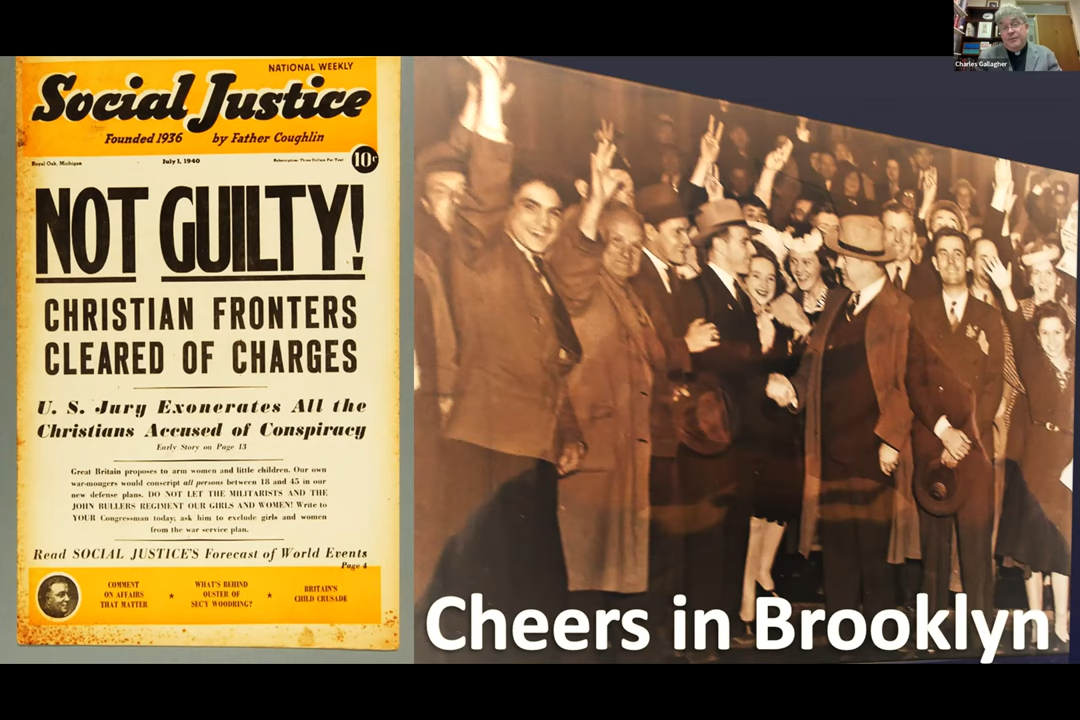 Charles Gallagher
NATIONAL WEEKLY
Social Justice
Founded 1936 by Father Coughlin
Royal Oak, Michigan July 1, 1940 Subscription: Three Dollars Per Year 10¢
NOT GUILTY!
CHRISTIAN FRONTERS
CLEARED OF CHARGES
U. S. Jury Exonerates All the
Christians Accused of Conspiracy
Early Story on Page 13
Great Britain proposes to arm women and little children. Our own
war-mongers would conscript all persons between 18 and 45 in our
new defense plans. DO NOT LET THE MILITARISTS AND THE
JOHN BULLERS REGIMENT OUR GIRLS AND WOMEN! Write to
YOUR Congressman today; ask him to exclude girls and women
from the war service plan.
Read SOCIAL JUSTICE'S Forecast of World Events
Page 4
COMMENT
ON AFFAIRS
THAT MATTER
WHAT'S BEHIND
OUSTER OF
SEC'Y WOODRING?
BRITAIN'S
CHILD CRUSADE
Cheers in Brooklyn